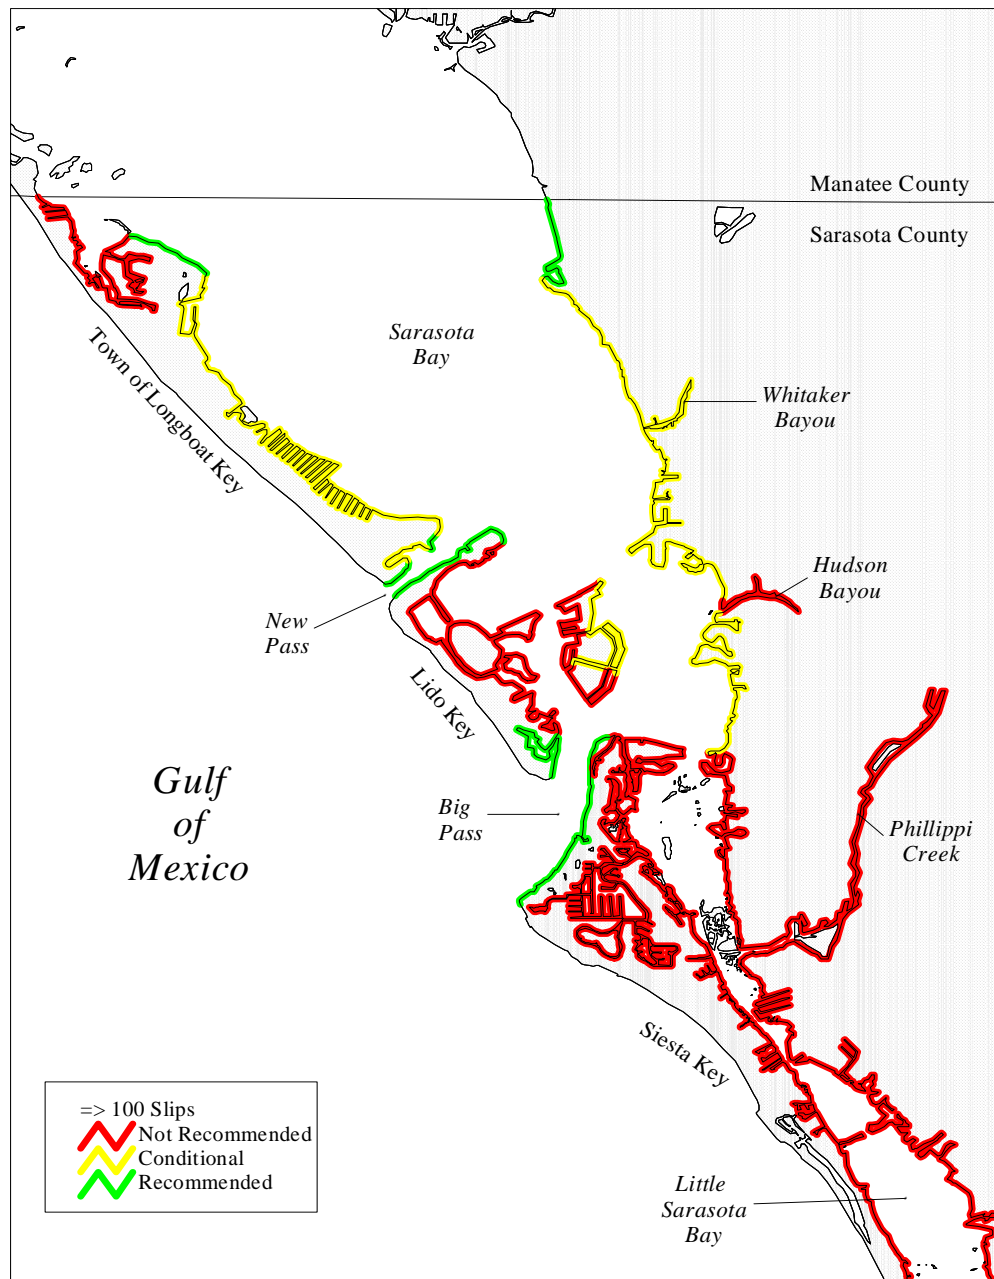 Manatee County
Sarasota County
Sarasota
Bay
Town of Longboat Key
Whitaker
Bayou
Hudson
Bayou
New
Pass
Lido Key
Gulf
of
Mexico
Big
Pass
Phillippi
Creek
Siesta Key
=> 100 Slips
Not Recommended
Conditional
Recommended
Little
Sarasota
Bay